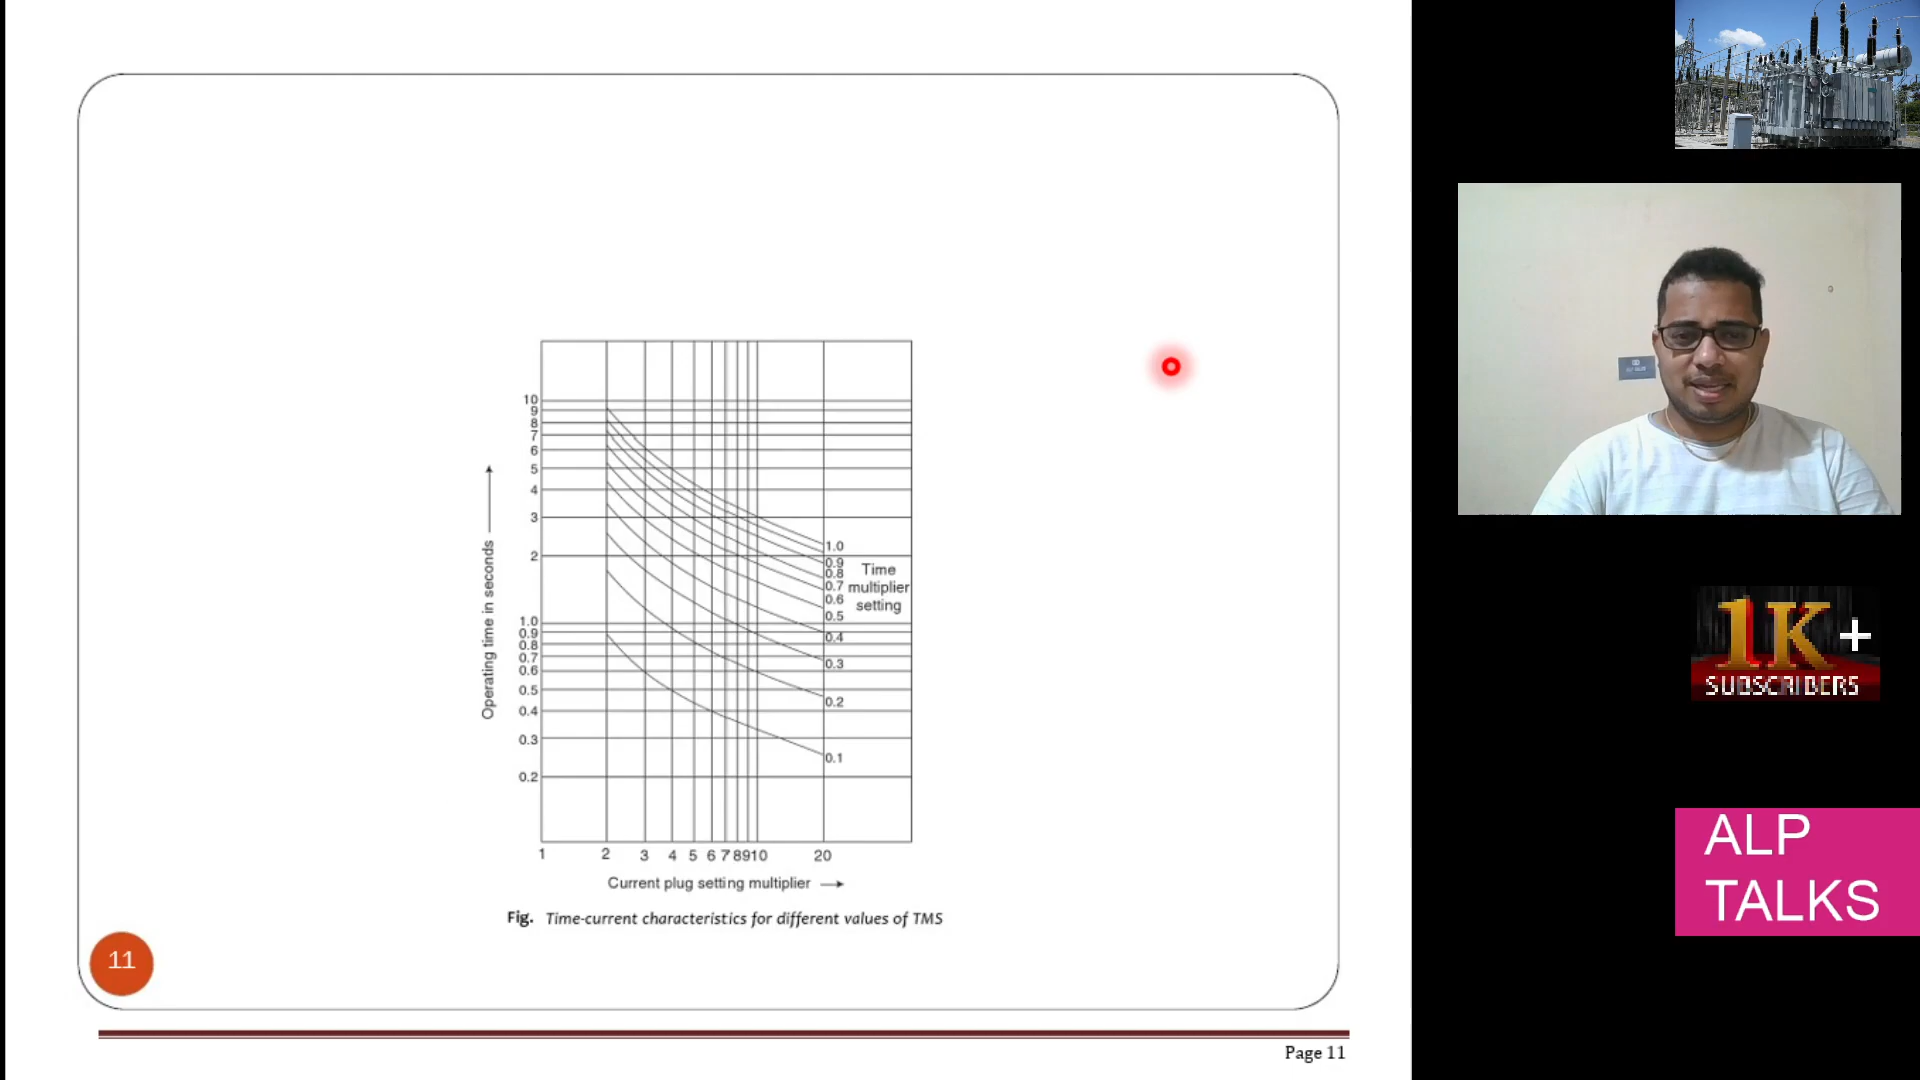 10
9
8
7
6
5
4
3
2
1.0
0.9
0.8
0.7
0.6
0.5
0.4
0.3
0.2
Operating time in seconds
1.0
0.9
0.8
0.7
0.6
0.5
0.4
0.3
0.2
0.1
Time
multiplier
setting
1 2 3 4 5 6 7 8 9 10 20
Current plug setting multiplier
Fig. Time-current characteristics for different values of TMS
11
Page 11
1K+
SUBSCRIBERS
ALP
TALKS